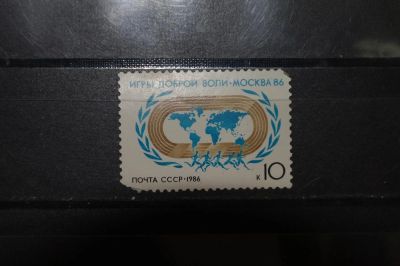 ИГРЫ ДОБРОЙ ВОЛИ·МОСКВА 86
ПОЧТА СССР·1986
К 10